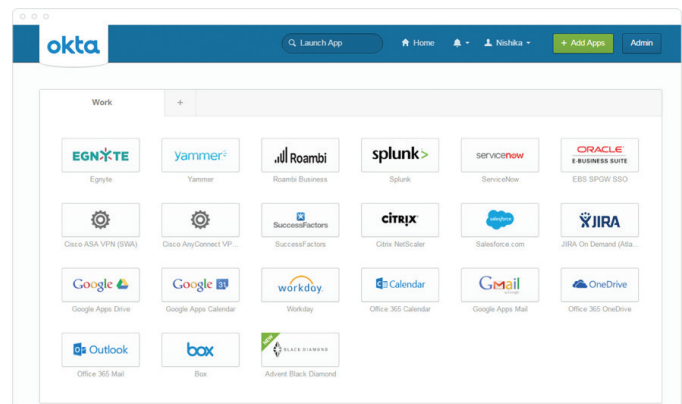 okta
Launch App
Home
Nishika
+ Add Apps
Admin
Work
+
EGNYTE
yammer
Roambi
splunk>
servicenow
ORACLE
E-BUSINESS SUITE
Egnyte
Yammer
Roambi Business
Splunk
ServiceNow
EBS SPGW SSO
SuccessFactors
CİTRIX
salesforce
JIRA
Cisco ASA VPN (SWA)
Cisco AnyConnect VP...
SuccessFactors
Citrix NetScaler
Salesforce.com
JIRA On Demand (Atla...
Google
Google 31
workday.
Calendar
Gmail
OneDrive
Google Apps Drive
Google Apps Calendar
Workday
Office 365 Calendar
Google Apps Mail
Office 365 OneDrive
Outlook
box
NEW
BLACK DIAMOND
Office 365 Mail
Box
Advent Black Diamond